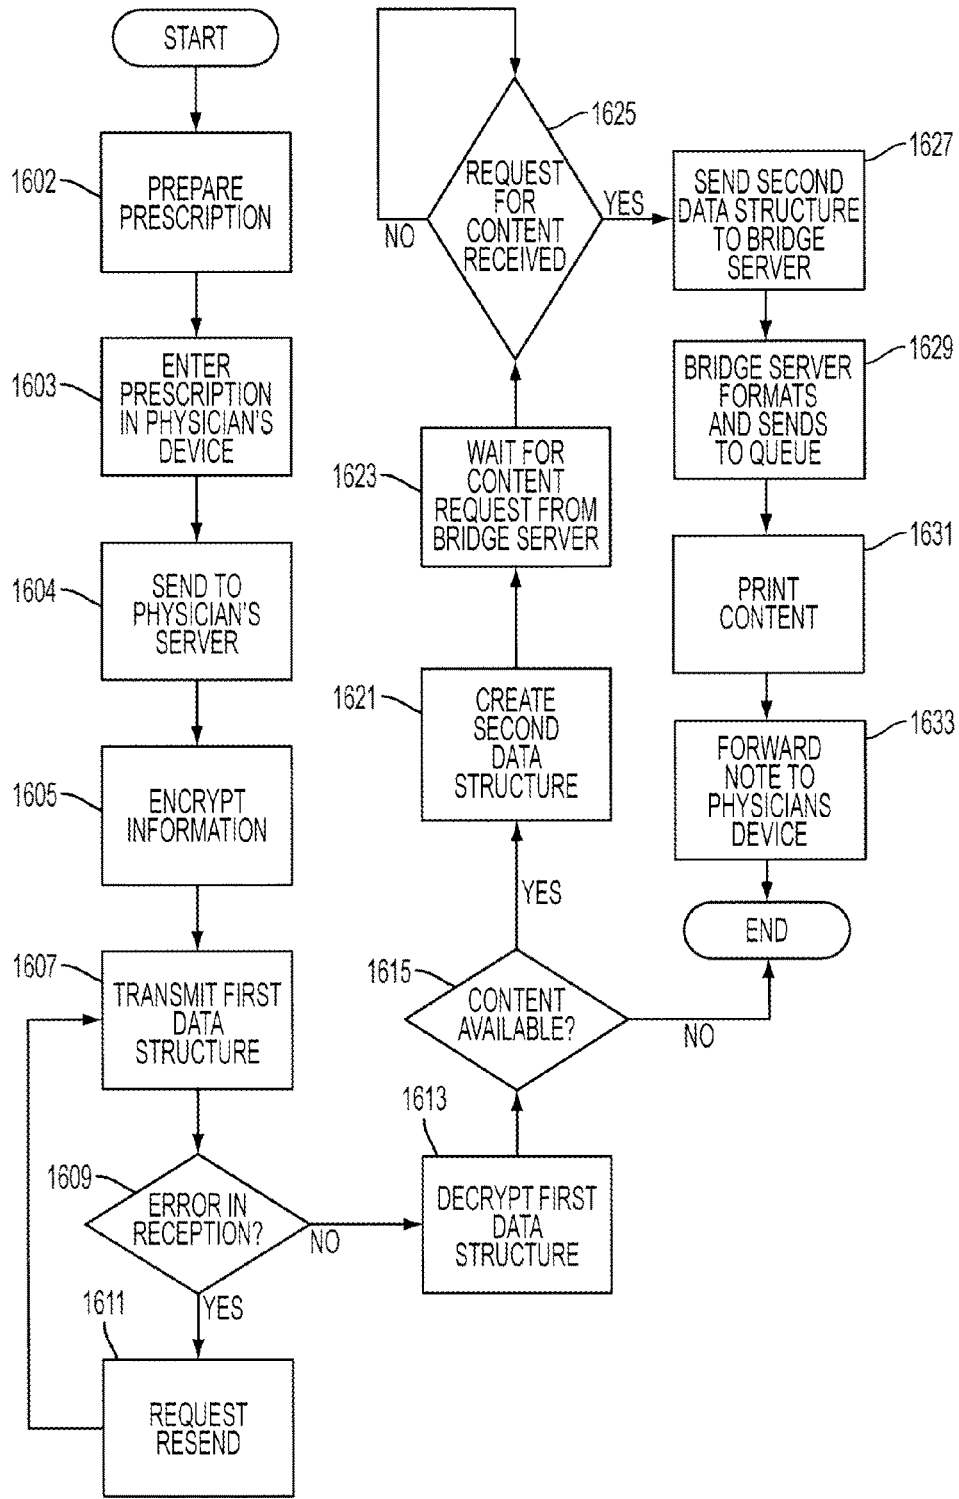 START
1602
PREPARE
PRESCRIPTION
1603
ENTER
PRESCRIPTION
IN PHYSICIAN'S
DEVICE
1604
SEND TO
PHYSICIAN'S
SERVER
1605
ENCRYPT
INFORMATION
1607
TRANSMIT FIRST
DATA
STRUCTURE
1609
ERROR IN
RECEPTION?
NO
YES
1611
REQUEST
RESEND
1613
DECRYPT FIRST
DATA
STRUCTURE
1615
CONTENT
AVAILABLE?
NO
YES
1621
CREATE
SECOND
DATA
STRUCTURE
1623
WAIT FOR
CONTENT
REQUEST FROM
BRIDGE SERVER
1625
REQUEST
FOR
CONTENT
RECEIVED
NO
YES
1627
SEND SECOND
DATA STRUCTURE
TO BRIDGE
SERVER
1629
BRIDGE SERVER
FORMATS
AND SENDS
TO QUEUE
1631
PRINT
CONTENT
1633
FORWARD
NOTE TO
PHYSICIANS
DEVICE
END